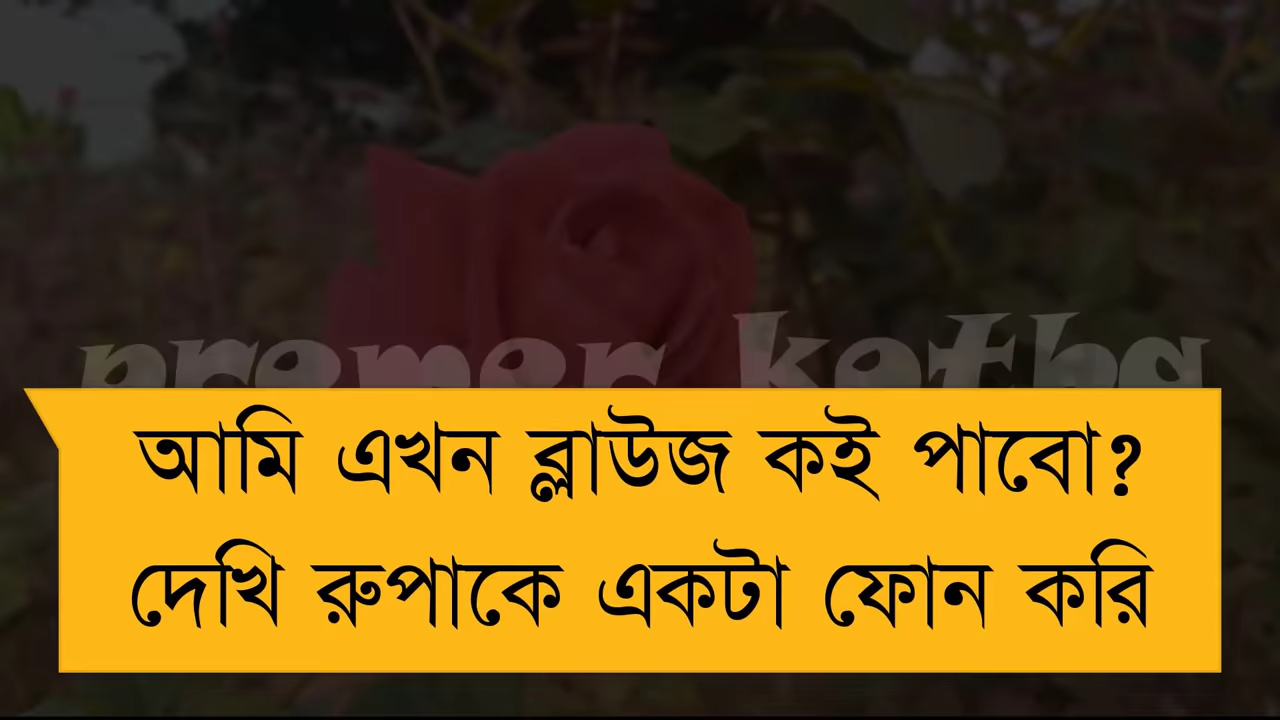 premer kotha
আমি এখন ব্লাউজ কই পাবো?
দেখি রুপাকে একটা ফোন করি